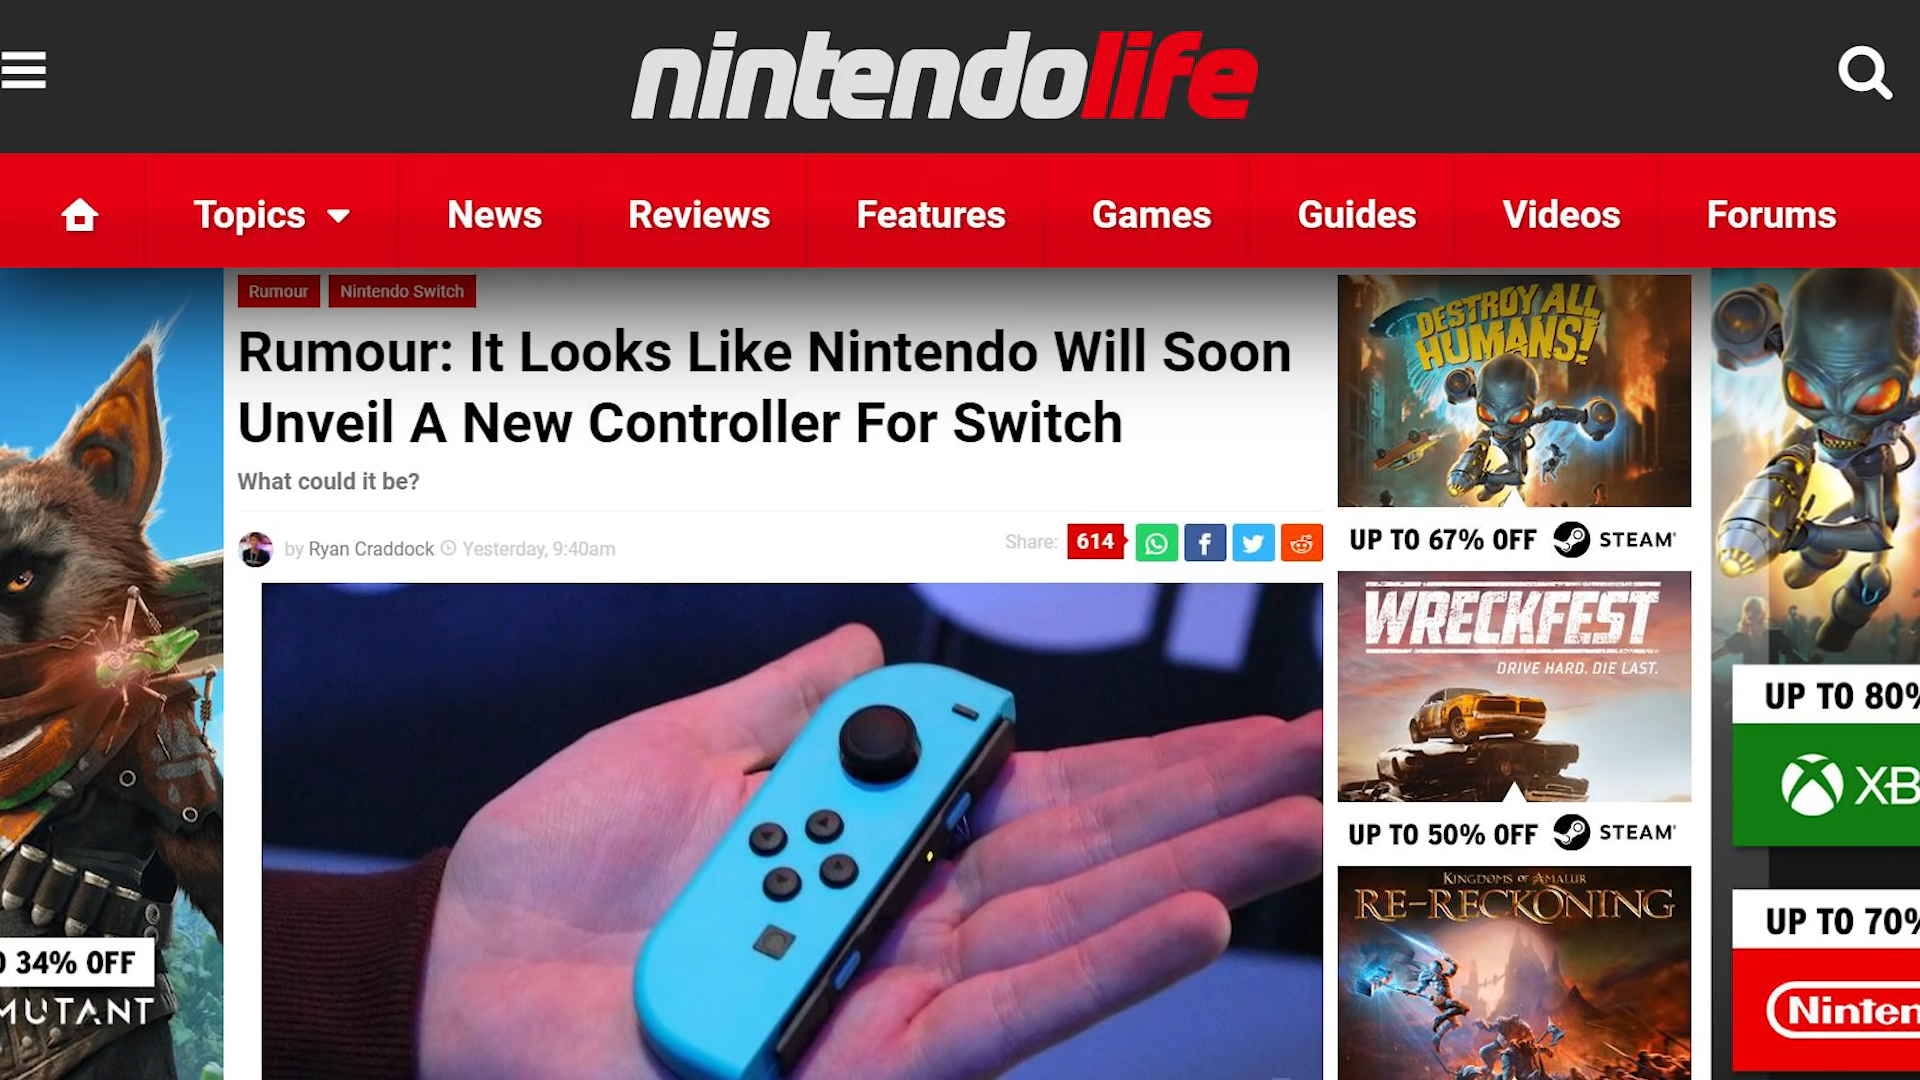 nintendolife
Topics
News
Reviews
Features
Games
Guides
Videos
Forums
Rumour
Nintendo Switch
Rumour: It Looks Like Nintendo Will Soon
Unveil A New Controller For Switch
What could it be?
by Ryan Craddock
Yesterday, 9:40am
Share:
614
DESTROY ALL
HUMANS!
UP TO 67% OFF
STEAM
WRECKFEST
DRIVE HARD. DIE LAST.
UP TO 50% OFF
STEAM
KINGDOMS OF AMALUR
RE-RECKONING
34% OFF
MUTANT
UP TO 80%
XB
UP TO 70%
Ninten